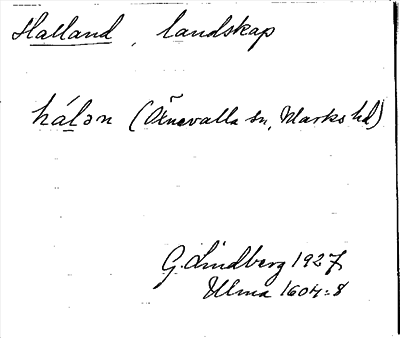 Halland, landskap
hálən (Örnevalla sn, Marks hd)
G. Lindberg 1927
Ulma 1604:8